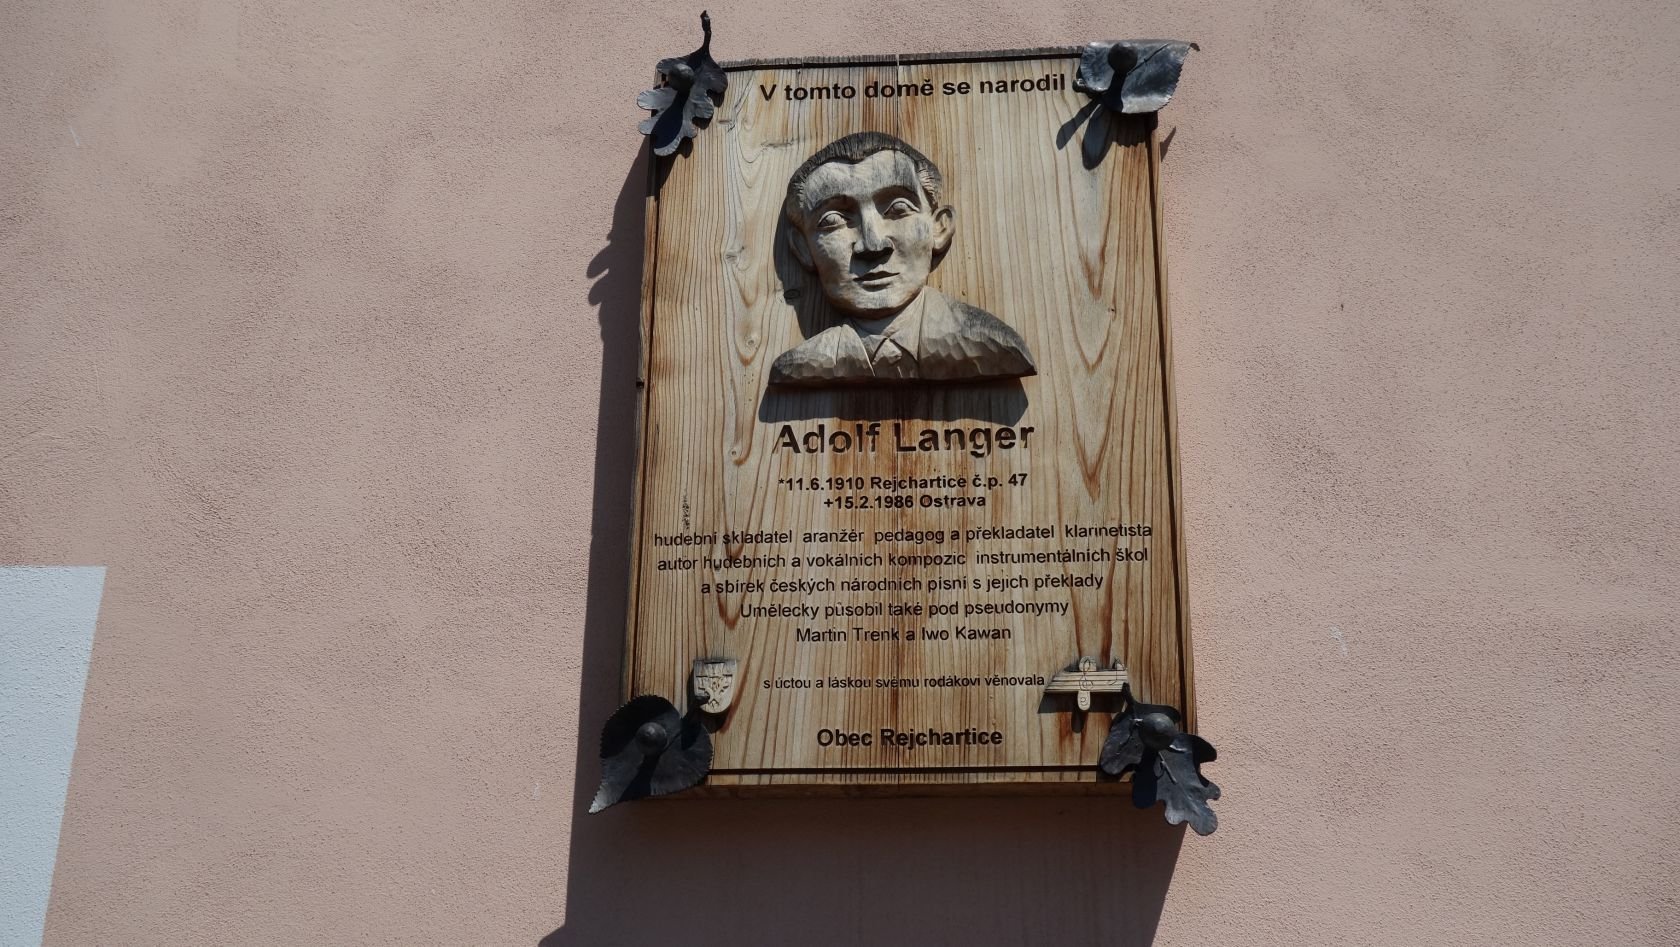 V tomto domě se narodil
Adolf Langer
*11.6.1910 Rejchartice č.p. 47
+15.2.1986 Ostrava
hudební skladatel aranžér pedagog a překladatel klarinetista
autor hudebních a vokálních kompozic instrumentálních škol
a sbírek českých národních písní s jejich překlady
Umělecky působil také pod pseudonymy
Martin Trenk a Iwo Kawan
s úctou a láskou svému rodákovi věnovala
Obec Rejchartice